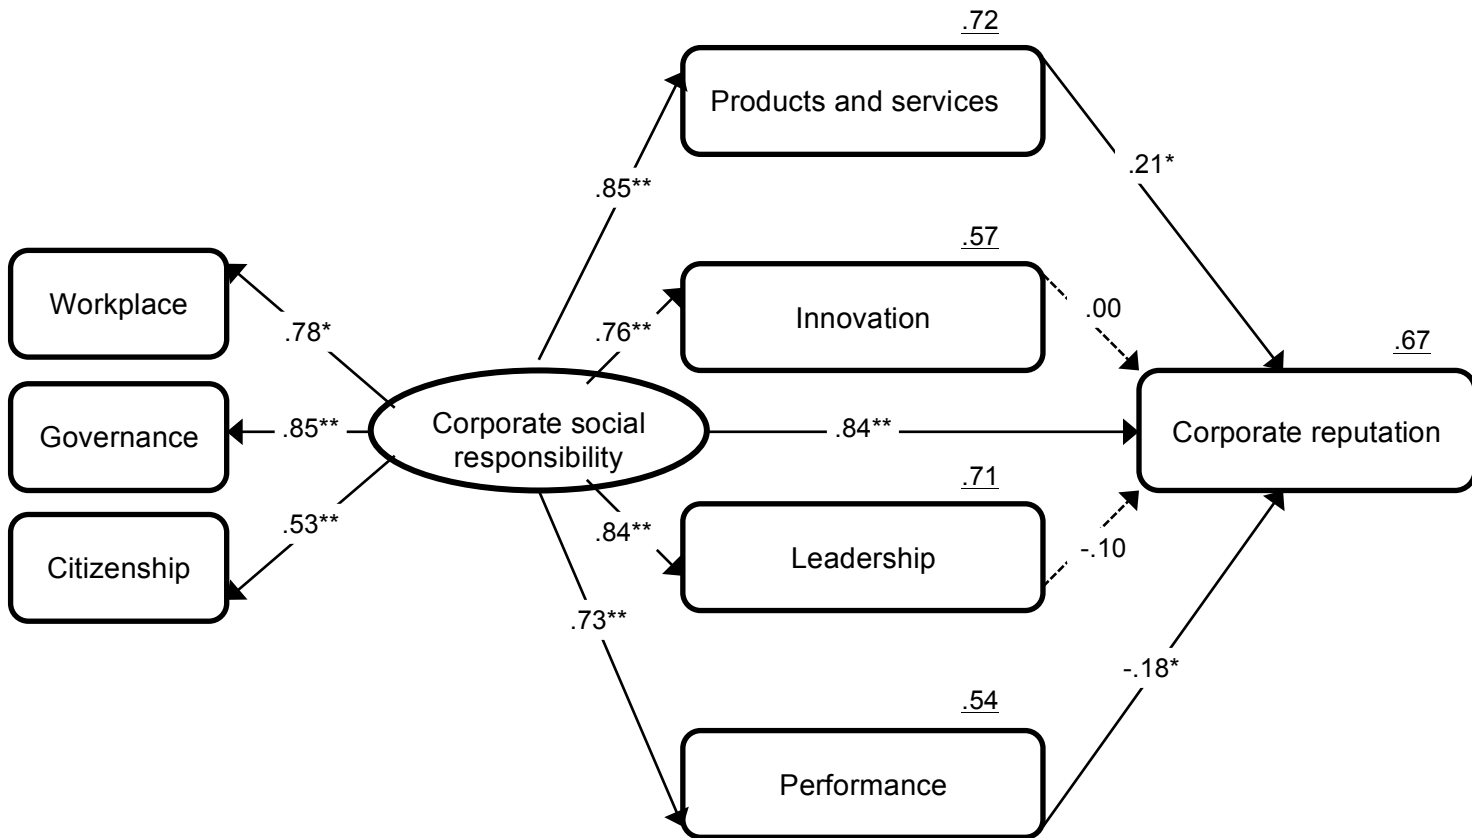 .72
Products and services
.21*
.85**
.57
Workplace
Innovation
.00
.78*
.76**
.67
Governance
.85**
Corporate social
responsibility
.84**
Corporate reputation
.71
.53**
.84**
Leadership
-.10
Citizenship
.73**
-.18*
.54
Performance